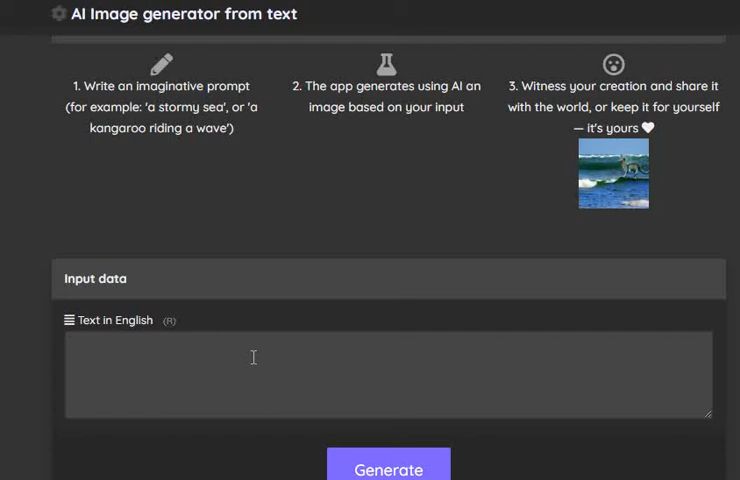 AI Image generator from text
1. Write an imaginative prompt
(for example: 'a stormy sea', or 'a
kangaroo riding a wave')
2. The app generates using AI an
image based on your input
3. Witness your creation and share it
with the world, or keep it for yourself
— it's yours
Input data
Text in English (R)
Generate